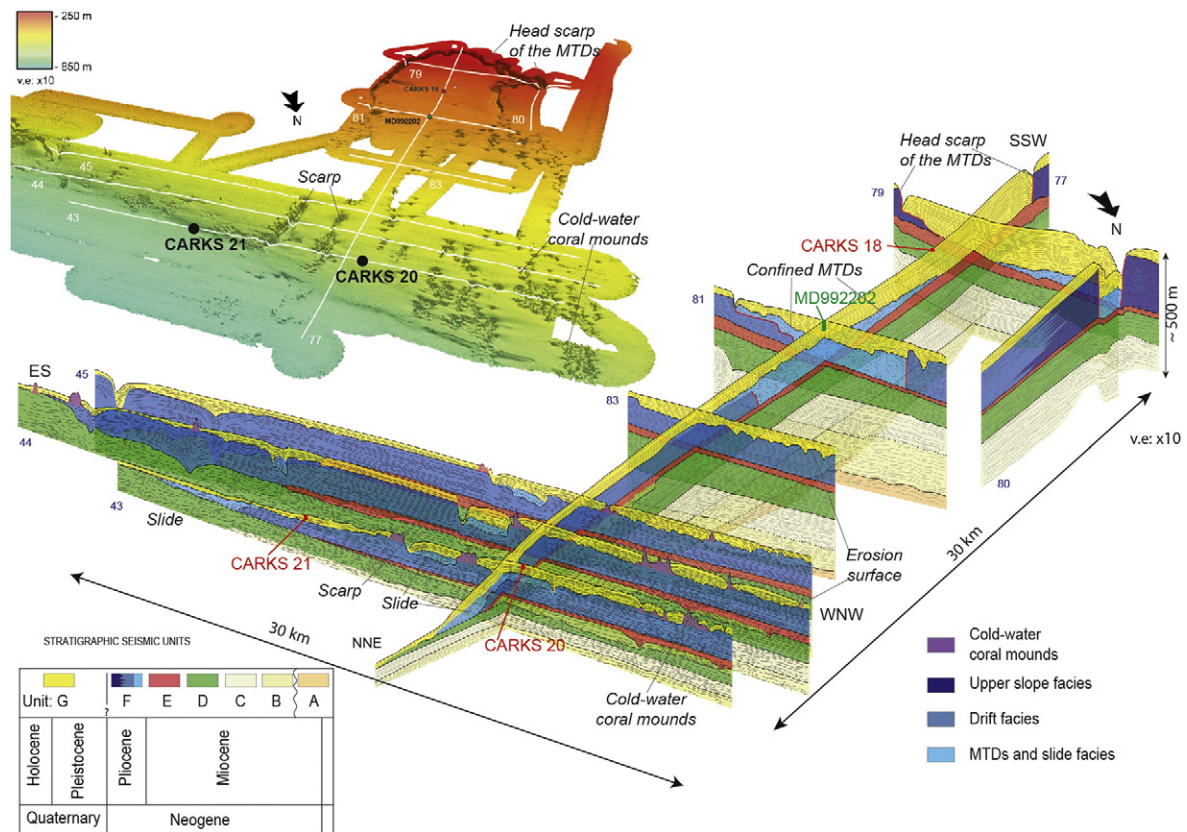 - 250 m
- 650 m
v.e: x10
Head scarp
of the MTDs
79
CARKS 18
N
81
MD992202
80
45
44
43
Scarp
83
CARKS 21
CARKS 20
Cold-water
coral mounds
77
Head scarp
of the MTDs
SSW
79
77
N
CARKS 18
Confined MTDs
MD992202
81
~ 500 m
v.e: x10
ES
45
44
83
80
43
Slide
CARKS 21
Scarp
Slide
30 km
Erosion
surface
WNW
30 km
NNE
CARKS 20
Cold-water
coral mounds
STRATIGRAPHIC SEISMIC UNITS
Unit: G
?
F
E
D
C
B
A
Holocene
Pleistocene
Pliocene
Miocene
Quaternary
Neogene
Cold-water
coral mounds
Upper slope facies
Drift facies
MTDs and slide facies